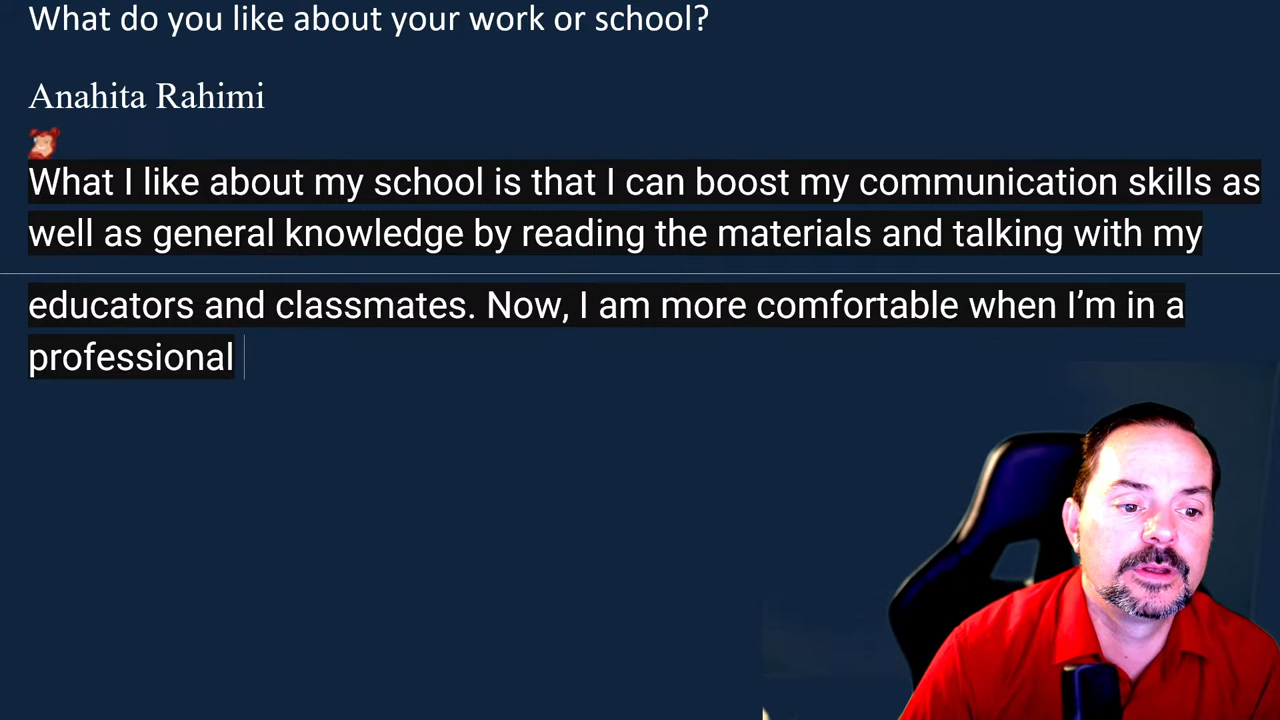 What do you like about your work or school?
Anahita Rahimi
What I like about my school is that I can boost my communication skills as
well as general knowledge by reading the materials and talking with my
educators and classmates. Now, I am more comfortable when I’m in a
professional